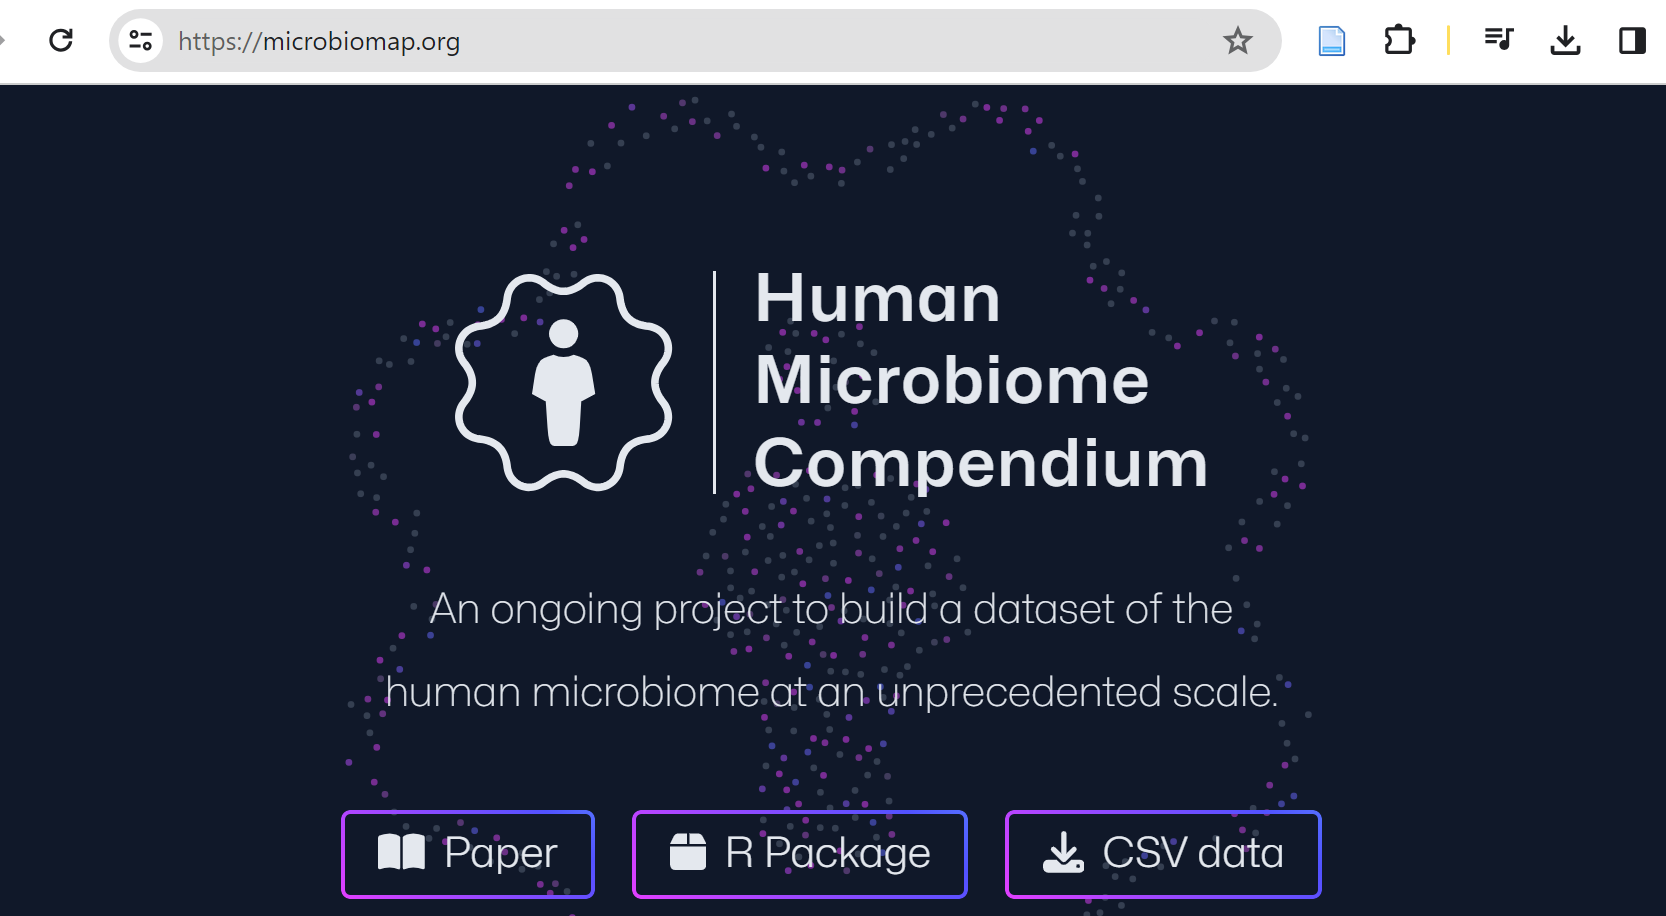 https://microbiomap.org
Human
Microbiome
Compendium
An ongoing project to build a dataset of the
human microbiome at an unprecedented scale.
Paper
R Package
CSV data